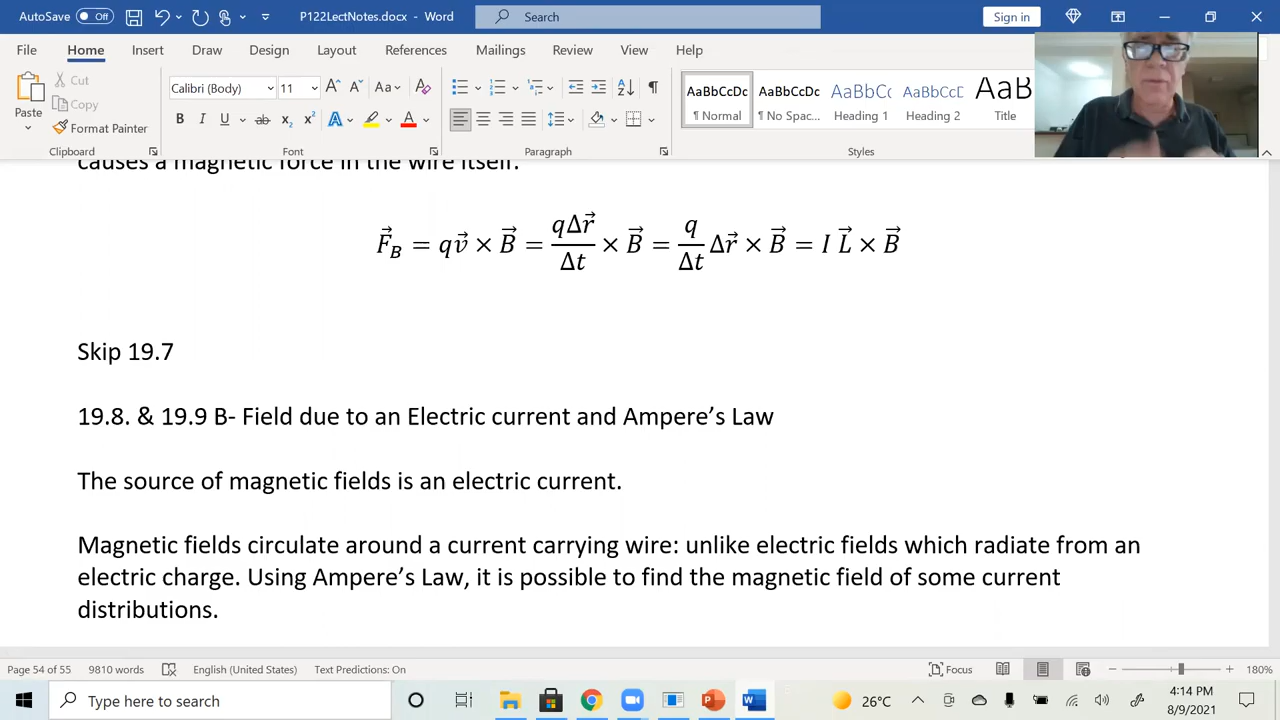 AutoSave Off P122LectNotes.docx - Word Search Sign in
File Home Insert Draw Design Layout References Mailings Review View Help
Paste Cut Copy Format Painter
Calibri (Body) 11 A A Aa A
B I U ab x₂ x² A A
AaBbCcDc AaBbCcDc AaBbCc AaBbCcD AaB
¶ Normal ¶ No Spac... Heading 1 Heading 2 Title
Clipboard Font Paragraph Styles
causes a magnetic force in the wire itself.
F⃗_B = qv⃗ × B⃗ = qΔr⃗/Δt × B⃗ = q/Δt Δr⃗ × B⃗ = I L⃗ × B⃗
Skip 19.7
19.8. & 19.9 B- Field due to an Electric current and Ampere’s Law
The source of magnetic fields is an electric current.
Magnetic fields circulate around a current carrying wire: unlike electric fields which radiate from an
electric charge. Using Ampere’s Law, it is possible to find the magnetic field of some current
distributions.
Page 54 of 55 9810 words English (United States) Text Predictions: On Focus 180%
Type here to search 26°C 4:14 PM
8/9/2021